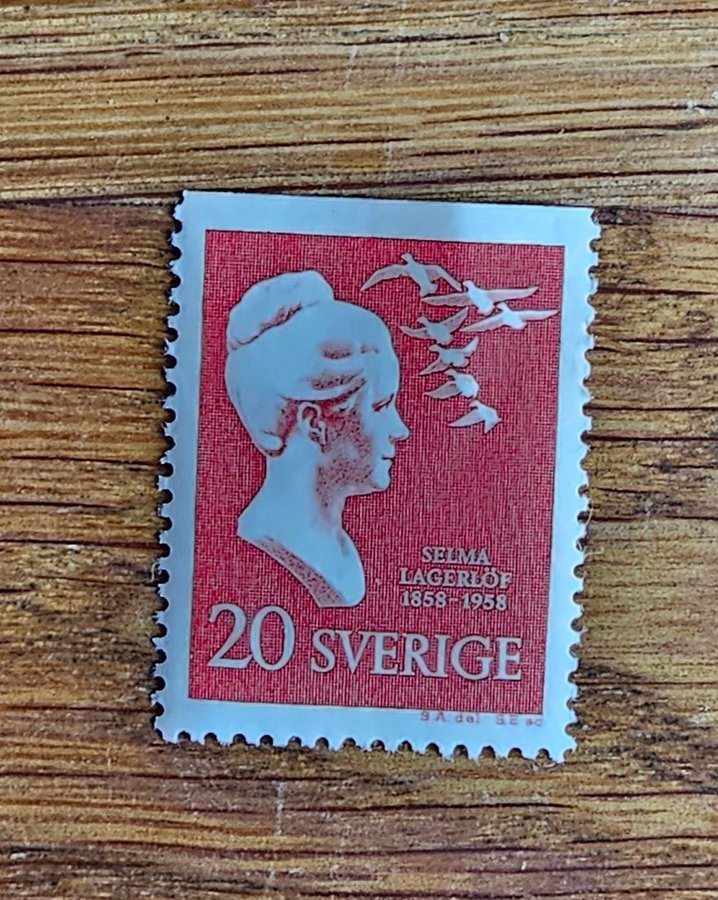 SELMA
LAGERLÖF
1858-1958
20 SVERIGE
S A. del. S E sc